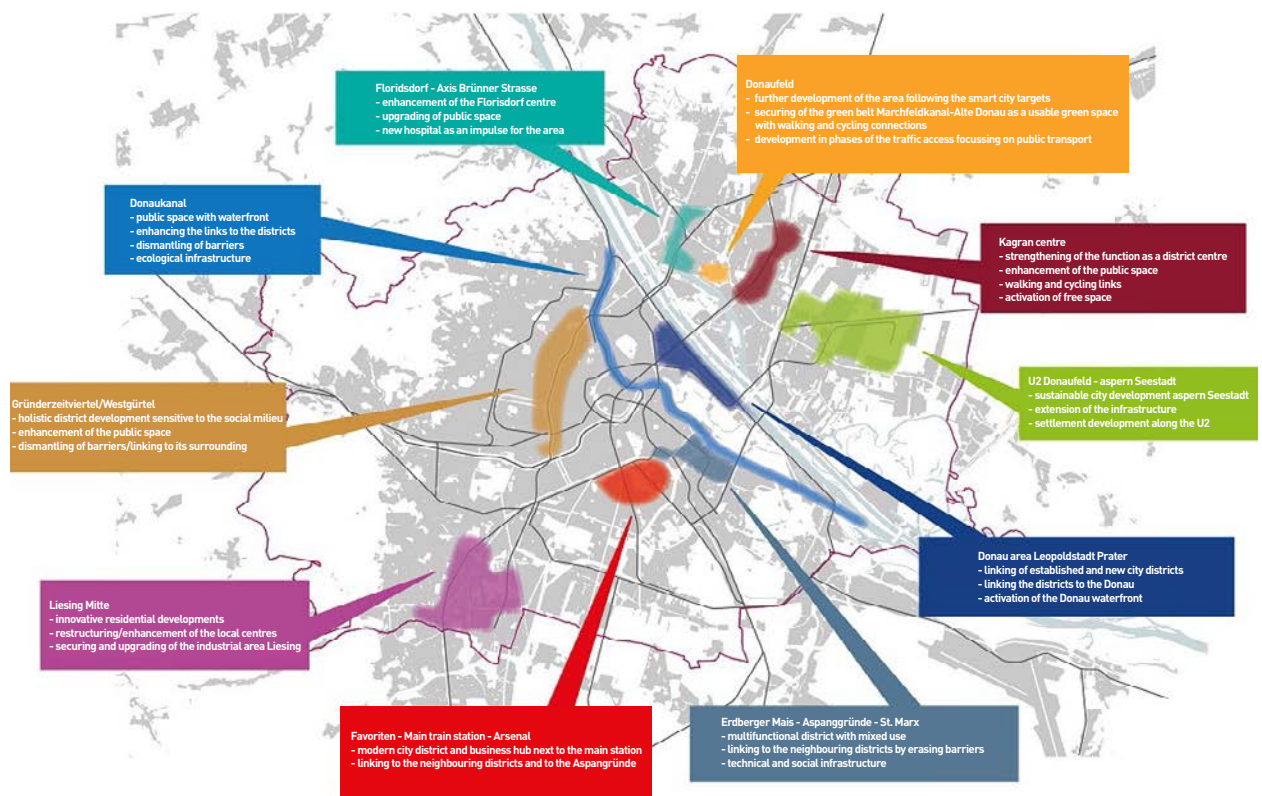 Floridsdorf - Axis Brünner Strasse
- enhancement of the Florisdorf centre
- upgrading of public space
- new hospital as an impulse for the area
Donaufeld
- further development of the area following the smart city targets
- securing of the green belt Marchfeldkanal-Alte Donau as a usable green space
with walking and cycling connections
- development in phases of the traffic access focussing on public transport
Donaukanal
- public space with waterfront
- enhancing the links to the districts
- dismantling of barriers
- ecological infrastructure
Kagran centre
- strengthening of the function as a district centre
- enhancement of the public space
- walking and cycling links
- activation of free space
Gründerzeitviertel/Westgürtel
- holistic district development sensitive to the social milieu
- enhancement of the public space
- dismantling of barriers/linking to its surrounding
U2 Donaufeld - aspern Seestadt
- sustainable city development aspern Seestadt
- extension of the infrastructure
- settlement development along the U2
Donau area Leopoldstadt Prater
- linking of established and new city districts
- linking the districts to the Donau
- activation of the Donau waterfront
Liesing Mitte
- innovative residential developments
- restructuring/enhancement of the local centres
- securing and upgrading of the industrial area Liesing
Favoriten - Main train station - Arsenal
- modern city district and business hub next to the main station
- linking to the neighbouring districts and to the Aspangründe
Erdberger Mais - Aspanggründe - St. Marx
- multifunctional district with mixed use
- linking to the neighbouring districts by erasing barriers
- technical and social infrastructure